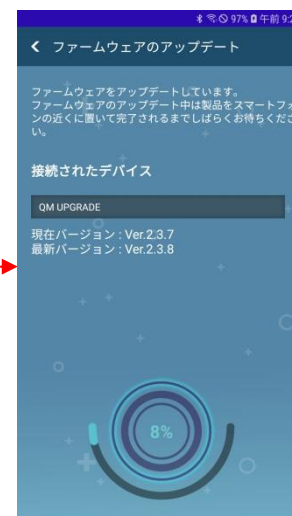 97% 午前 9:2
ファームウェアのアップデート
ファームウェアをアップデートしています。
ファームウェアのアップデート中は製品をスマートフォ
ンの近くに置いて完了されるまでしばらくお待ちくださ
い。
接続されたデバイス
QM UPGRADE
現在バージョン : Ver.2.3.7
最新バージョン : Ver.2.3.8
8%